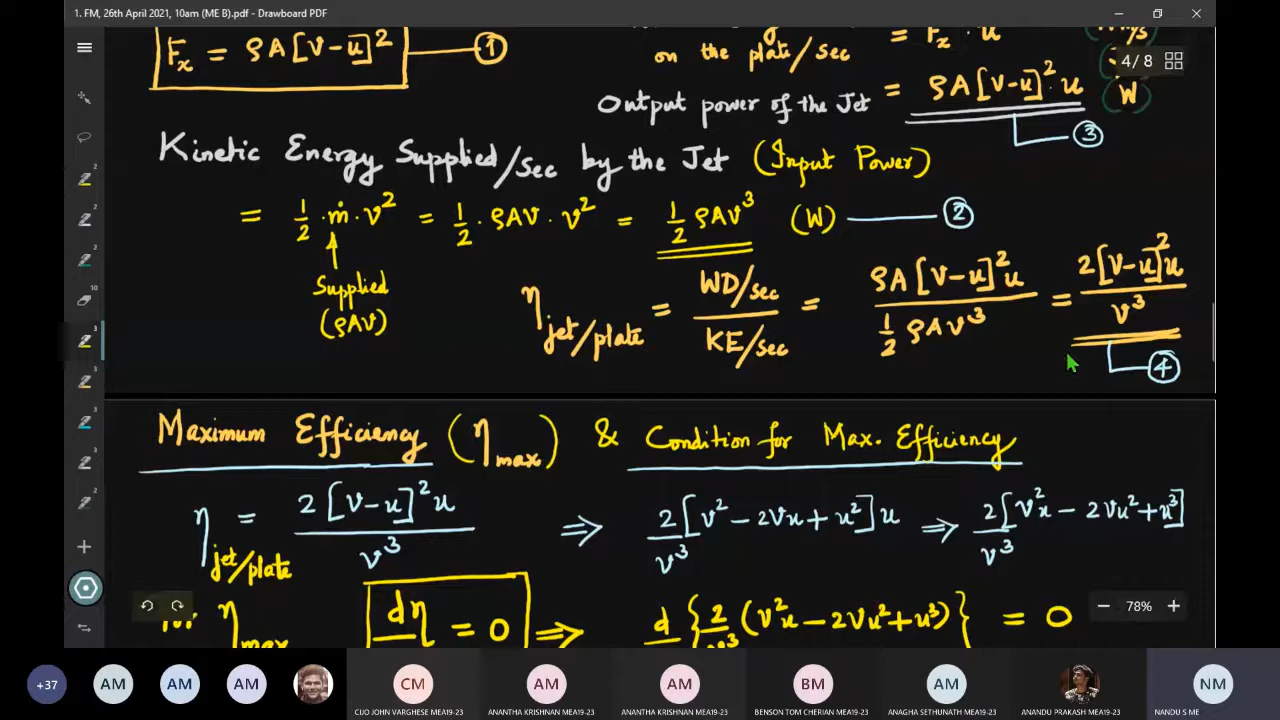 1. FM, 26th April 2021, 10am (ME B).pdf - Drawboard PDF
4/8
Fx = ρA[V-u]² ①
on the plate/sec = Fx · u
Output power of the Jet = ρA[V-u]²u ③
W
Kinetic Energy Supplied/sec by the Jet (Input Power)
= 1/2 · ṁ · V² = 1/2 · ρAV · V² = 1/2 ρAV³ (W) ②
Supplied
(ρAV)
η jet/plate = WD/sec / KE/sec = ρA[V-u]²u / 1/2 ρAV³ = 2[V-u]²u / V³ ④
Maximum Efficiency (ηmax) & Condition for Max. Efficiency
η jet/plate = 2[V-u]²u / V³ ⇒ 2/V³ [V² - 2Vu + u²]u ⇒ 2/V³ [V²u - 2Vu² + u³]
ηmax dη = 0 ⇒ d {2/V³ (V²u - 2Vu² + u³)} = 0
78%
+37
AM
AM
AM
CM
AM
AM
BM
AM
NM
CIJO JOHN VARGHESE MEA19-23
ANANTHA KRISHNAN MEA19-23
ANANTHA KRISHNAN MEA19-23
BENSON TOM CHERIAN MEA19-23
ANAGHA SETHUNATH MEA19-23
ANANDU PRAKASH MEA19-23
NANDU S ME